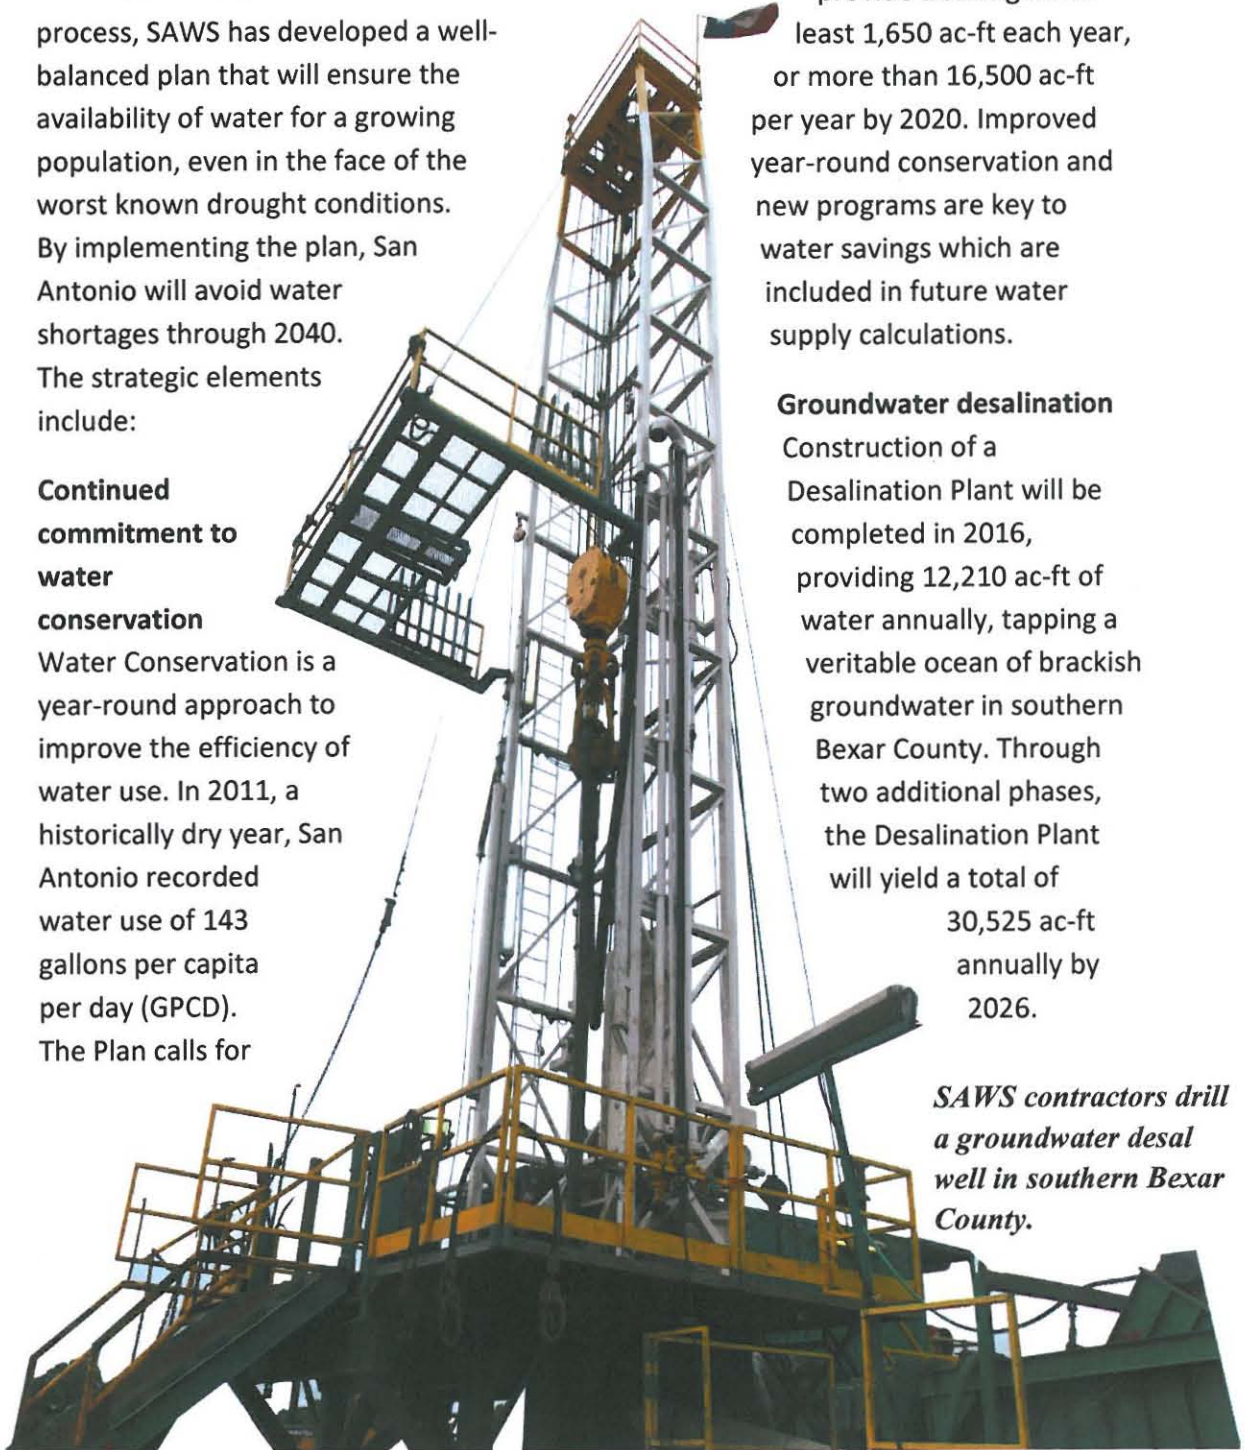 process, SAWS has developed a well-
balanced plan that will ensure the
availability of water for a growing
population, even in the face of the
worst known drought conditions.
By implementing the plan, San
Antonio will avoid water
shortages through 2040.
The strategic elements
include:
Continued
commitment to
water
conservation
Water Conservation is a
year-round approach to
improve the efficiency of
water use. In 2011, a
historically dry year, San
Antonio recorded
water use of 143
gallons per capita
per day (GPCD).
The Plan calls for
least 1,650 ac-ft each year,
or more than 16,500 ac-ft
per year by 2020. Improved
year-round conservation and
new programs are key to
water savings which are
included in future water
supply calculations.
Groundwater desalination
Construction of a
Desalination Plant will be
completed in 2016,
providing 12,210 ac-ft of
water annually, tapping a
veritable ocean of brackish
groundwater in southern
Bexar County. Through
two additional phases,
the Desalination Plant
will yield a total of
30,525 ac-ft
annually by
2026.
SAWS contractors drill
a groundwater desal
well in southern Bexar
County.